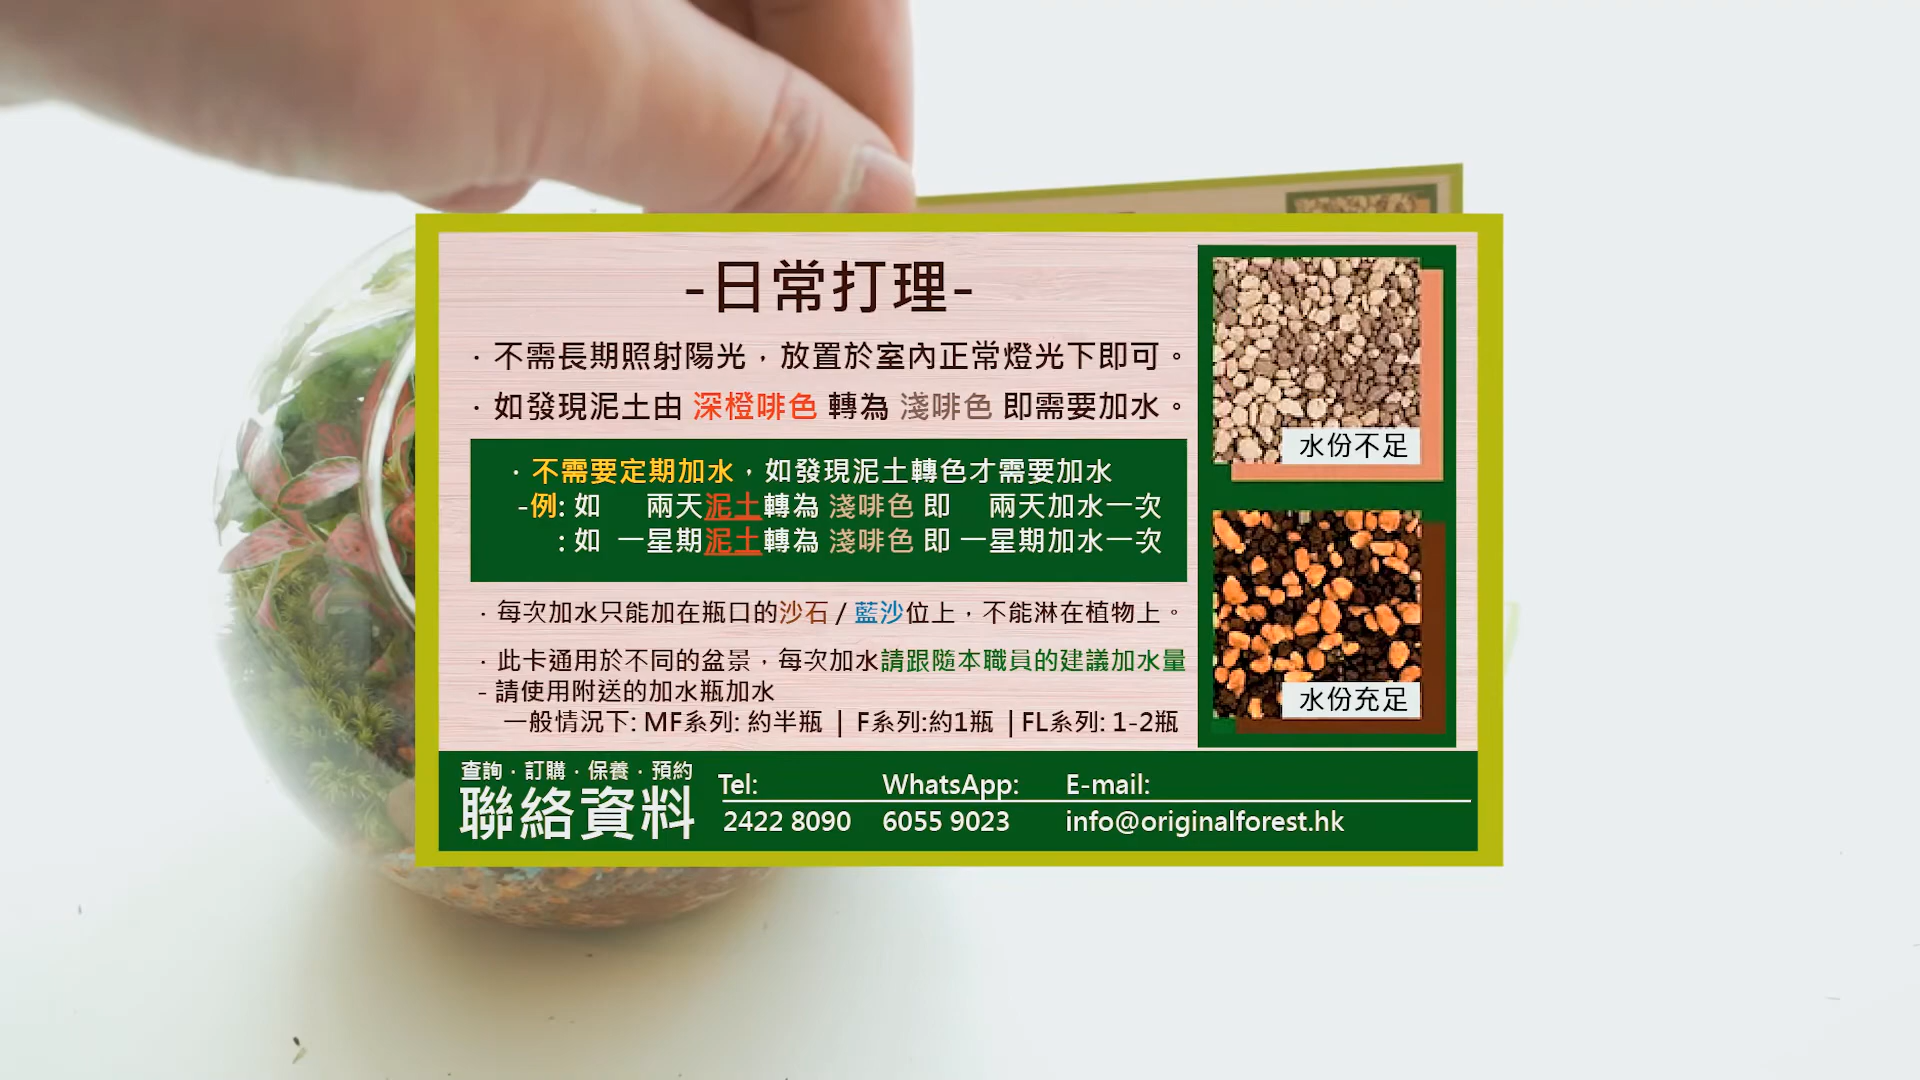 -日常打理-
· 不需長期照射陽光，放置於室內正常燈光下即可。
· 如發現泥土由 深橙啡色 轉為 淺啡色 即需要加水。
· 不需要定期加水，如發現泥土轉色才需要加水
-例: 如 兩天泥土轉為 淺啡色 即 兩天加水一次
: 如 一星期泥土轉為 淺啡色 即 一星期加水一次
· 每次加水只能加在瓶口的沙石 / 藍沙位上，不能淋在植物上。
· 此卡通用於不同的盆景，每次加水請跟隨本職員的建議加水量
- 請使用附送的加水瓶加水
一般情況下: MF系列: 約半瓶 | F系列:約1瓶 | FL系列: 1-2瓶
水份不足
水份充足
查詢 · 訂購 · 保養 · 預約
聯絡資料
Tel: WhatsApp: E-mail:
2422 8090 6055 9023 info@originalforest.hk